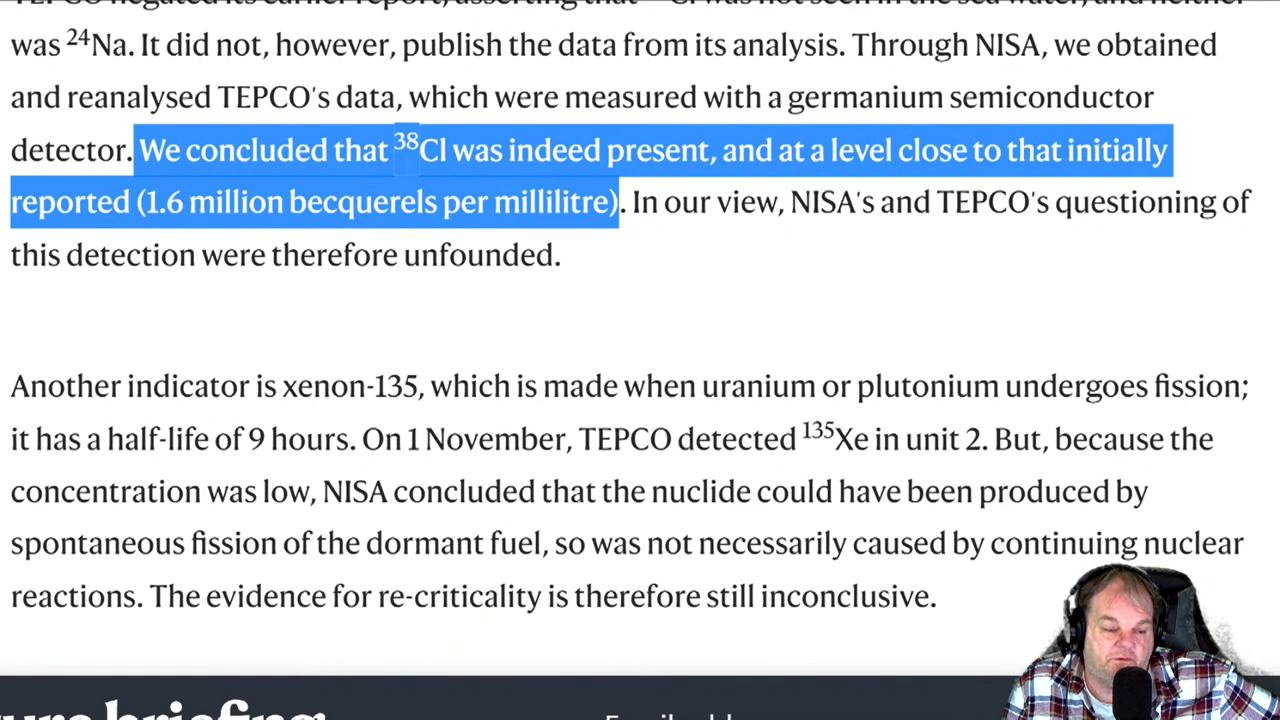 was ²⁴Na. It did not, however, publish the data from its analysis. Through NISA, we obtained
and reanalysed TEPCO's data, which were measured with a germanium semiconductor
detector. We concluded that ³⁸Cl was indeed present, and at a level close to that initially
reported (1.6 million becquerels per millilitre). In our view, NISA's and TEPCO's questioning of
this detection were therefore unfounded.
Another indicator is xenon-135, which is made when uranium or plutonium undergoes fission;
it has a half-life of 9 hours. On 1 November, TEPCO detected ¹³⁵Xe in unit 2. But, because the
concentration was low, NISA concluded that the nuclide could have been produced by
spontaneous fission of the dormant fuel, so was not necessarily caused by continuing nuclear
reactions. The evidence for re-criticality is therefore still inconclusive.